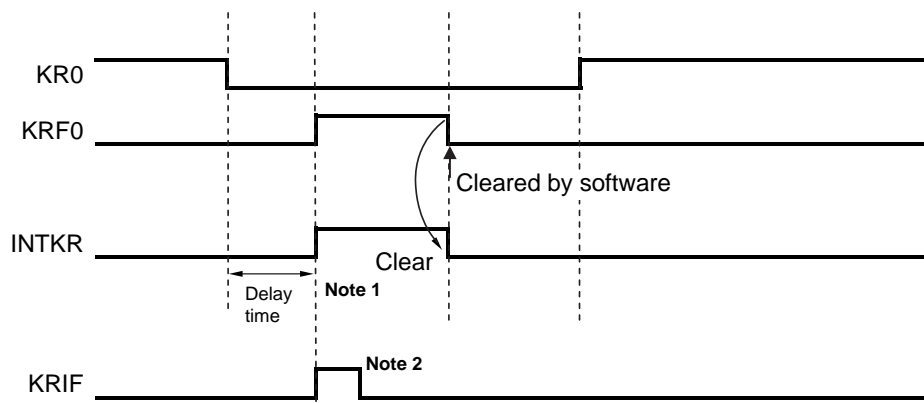 KR0
KRF0
Cleared by software
INTKR
Clear
Delay
time
Note 1
Note 2
KRIF